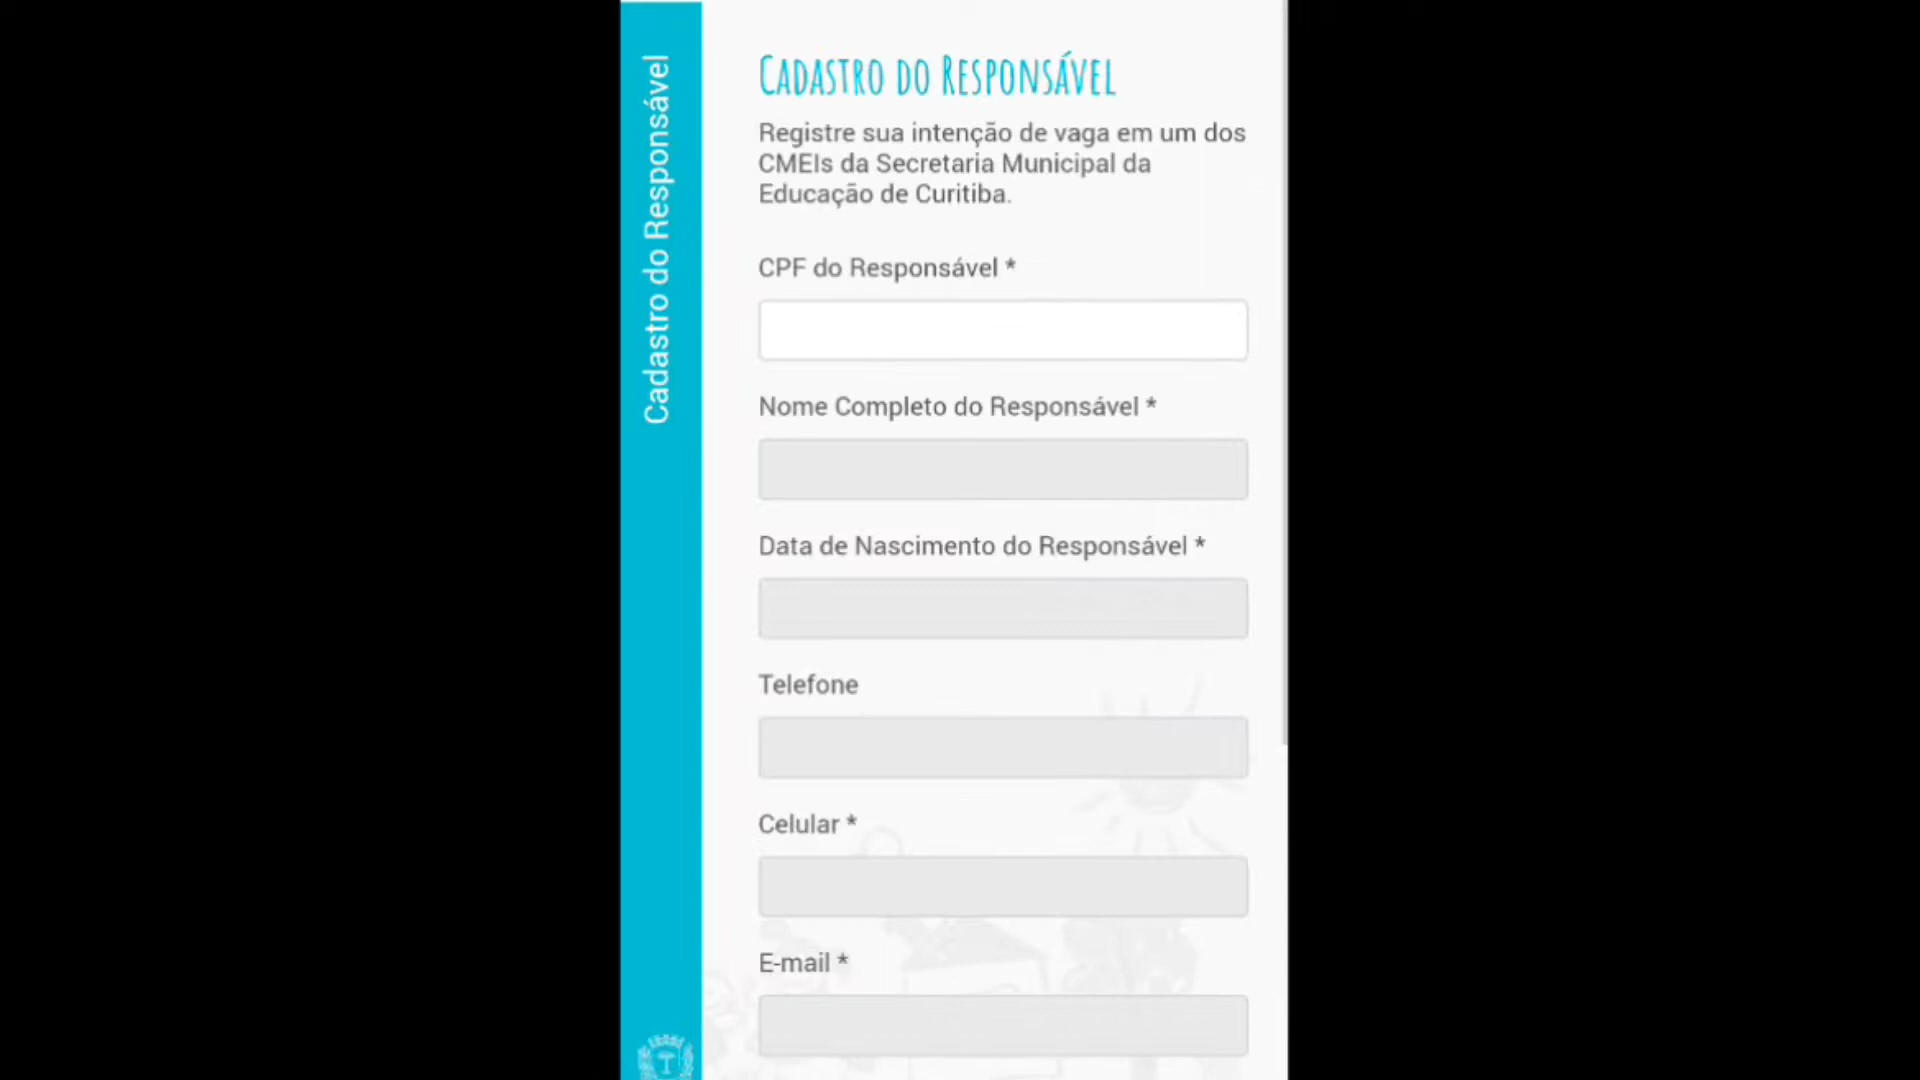 Cadastro do Responsável
Cadastro do Responsável
Registre sua intenção de vaga em um dos
CMEIs da Secretaria Municipal da
Educação de Curitiba.
CPF do Responsável *
Nome Completo do Responsável *
Data de Nascimento do Responsável *
Telefone
Celular *
E-mail *